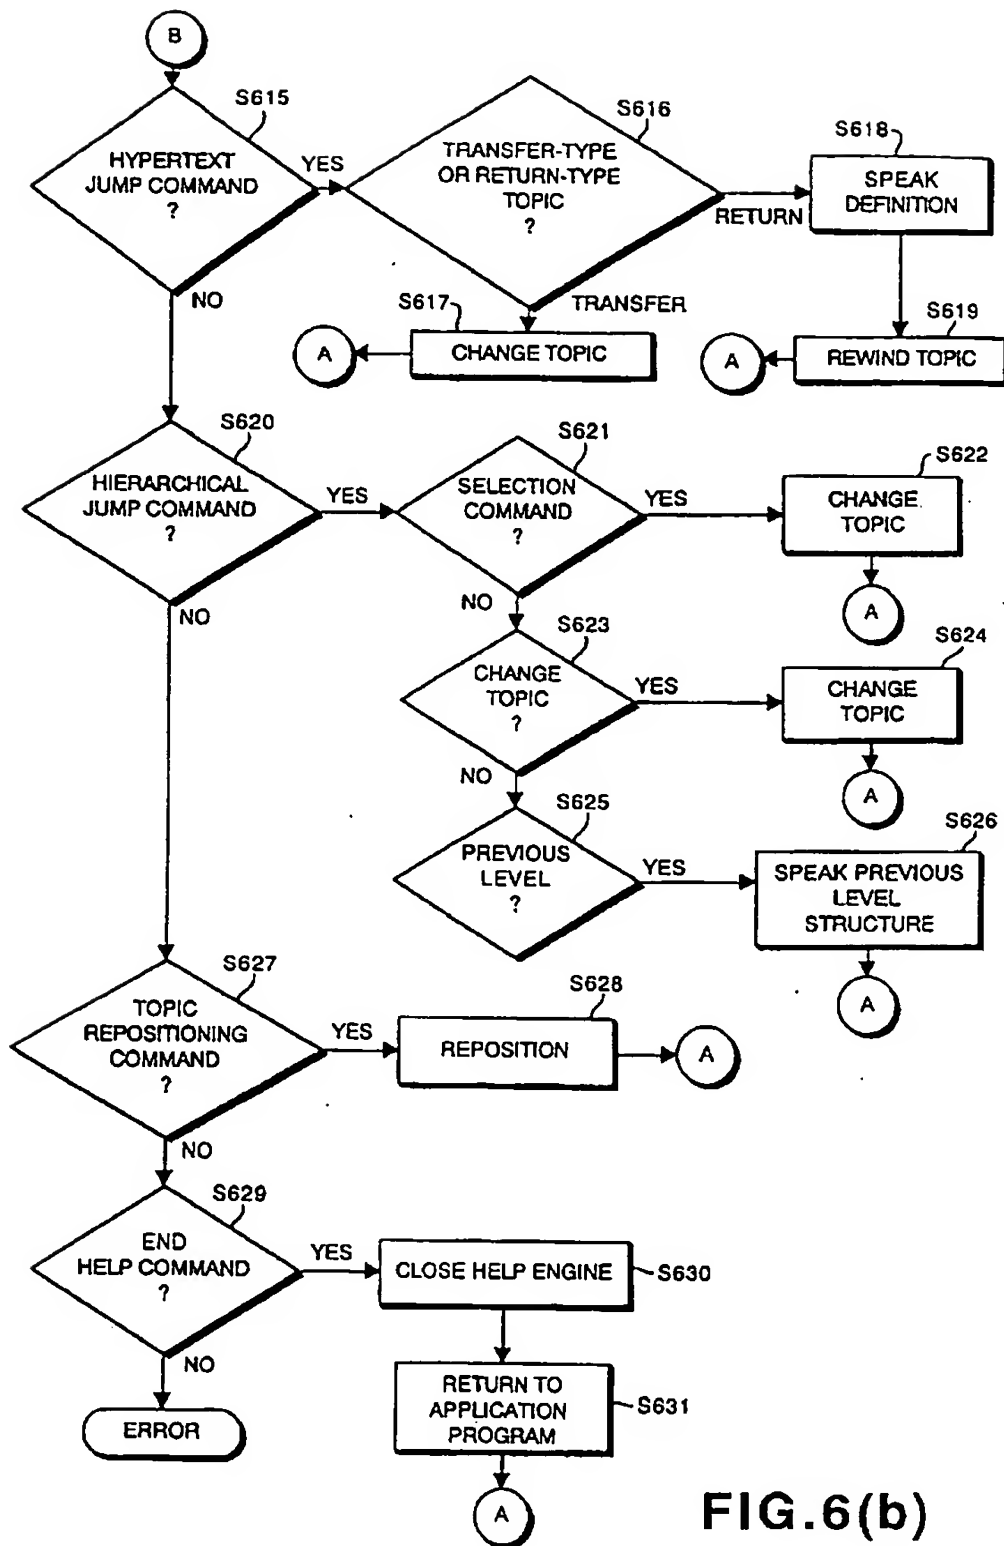 B
S615
HYPERTEXT
JUMP COMMAND
?
YES
NO
S616
TRANSFER-TYPE
OR RETURN-TYPE
TOPIC
?
RETURN
TRANSFER
S618
SPEAK
DEFINITION
S617
CHANGE TOPIC
A
S619
REWIND TOPIC
A
S620
HIERARCHICAL
JUMP COMMAND
?
YES
NO
S621
SELECTION
COMMAND
?
YES
NO
S622
CHANGE
TOPIC
A
S623
CHANGE
TOPIC
?
YES
NO
S624
CHANGE
TOPIC
A
S625
PREVIOUS
LEVEL
?
YES
S626
SPEAK PREVIOUS
LEVEL
STRUCTURE
A
S627
TOPIC
REPOSITIONING
COMMAND
?
YES
NO
S628
REPOSITION
A
S629
END
HELP COMMAND
?
YES
NO
CLOSE HELP ENGINE
S630
ERROR
RETURN TO
APPLICATION
PROGRAM
S631
A
FIG.6(b)